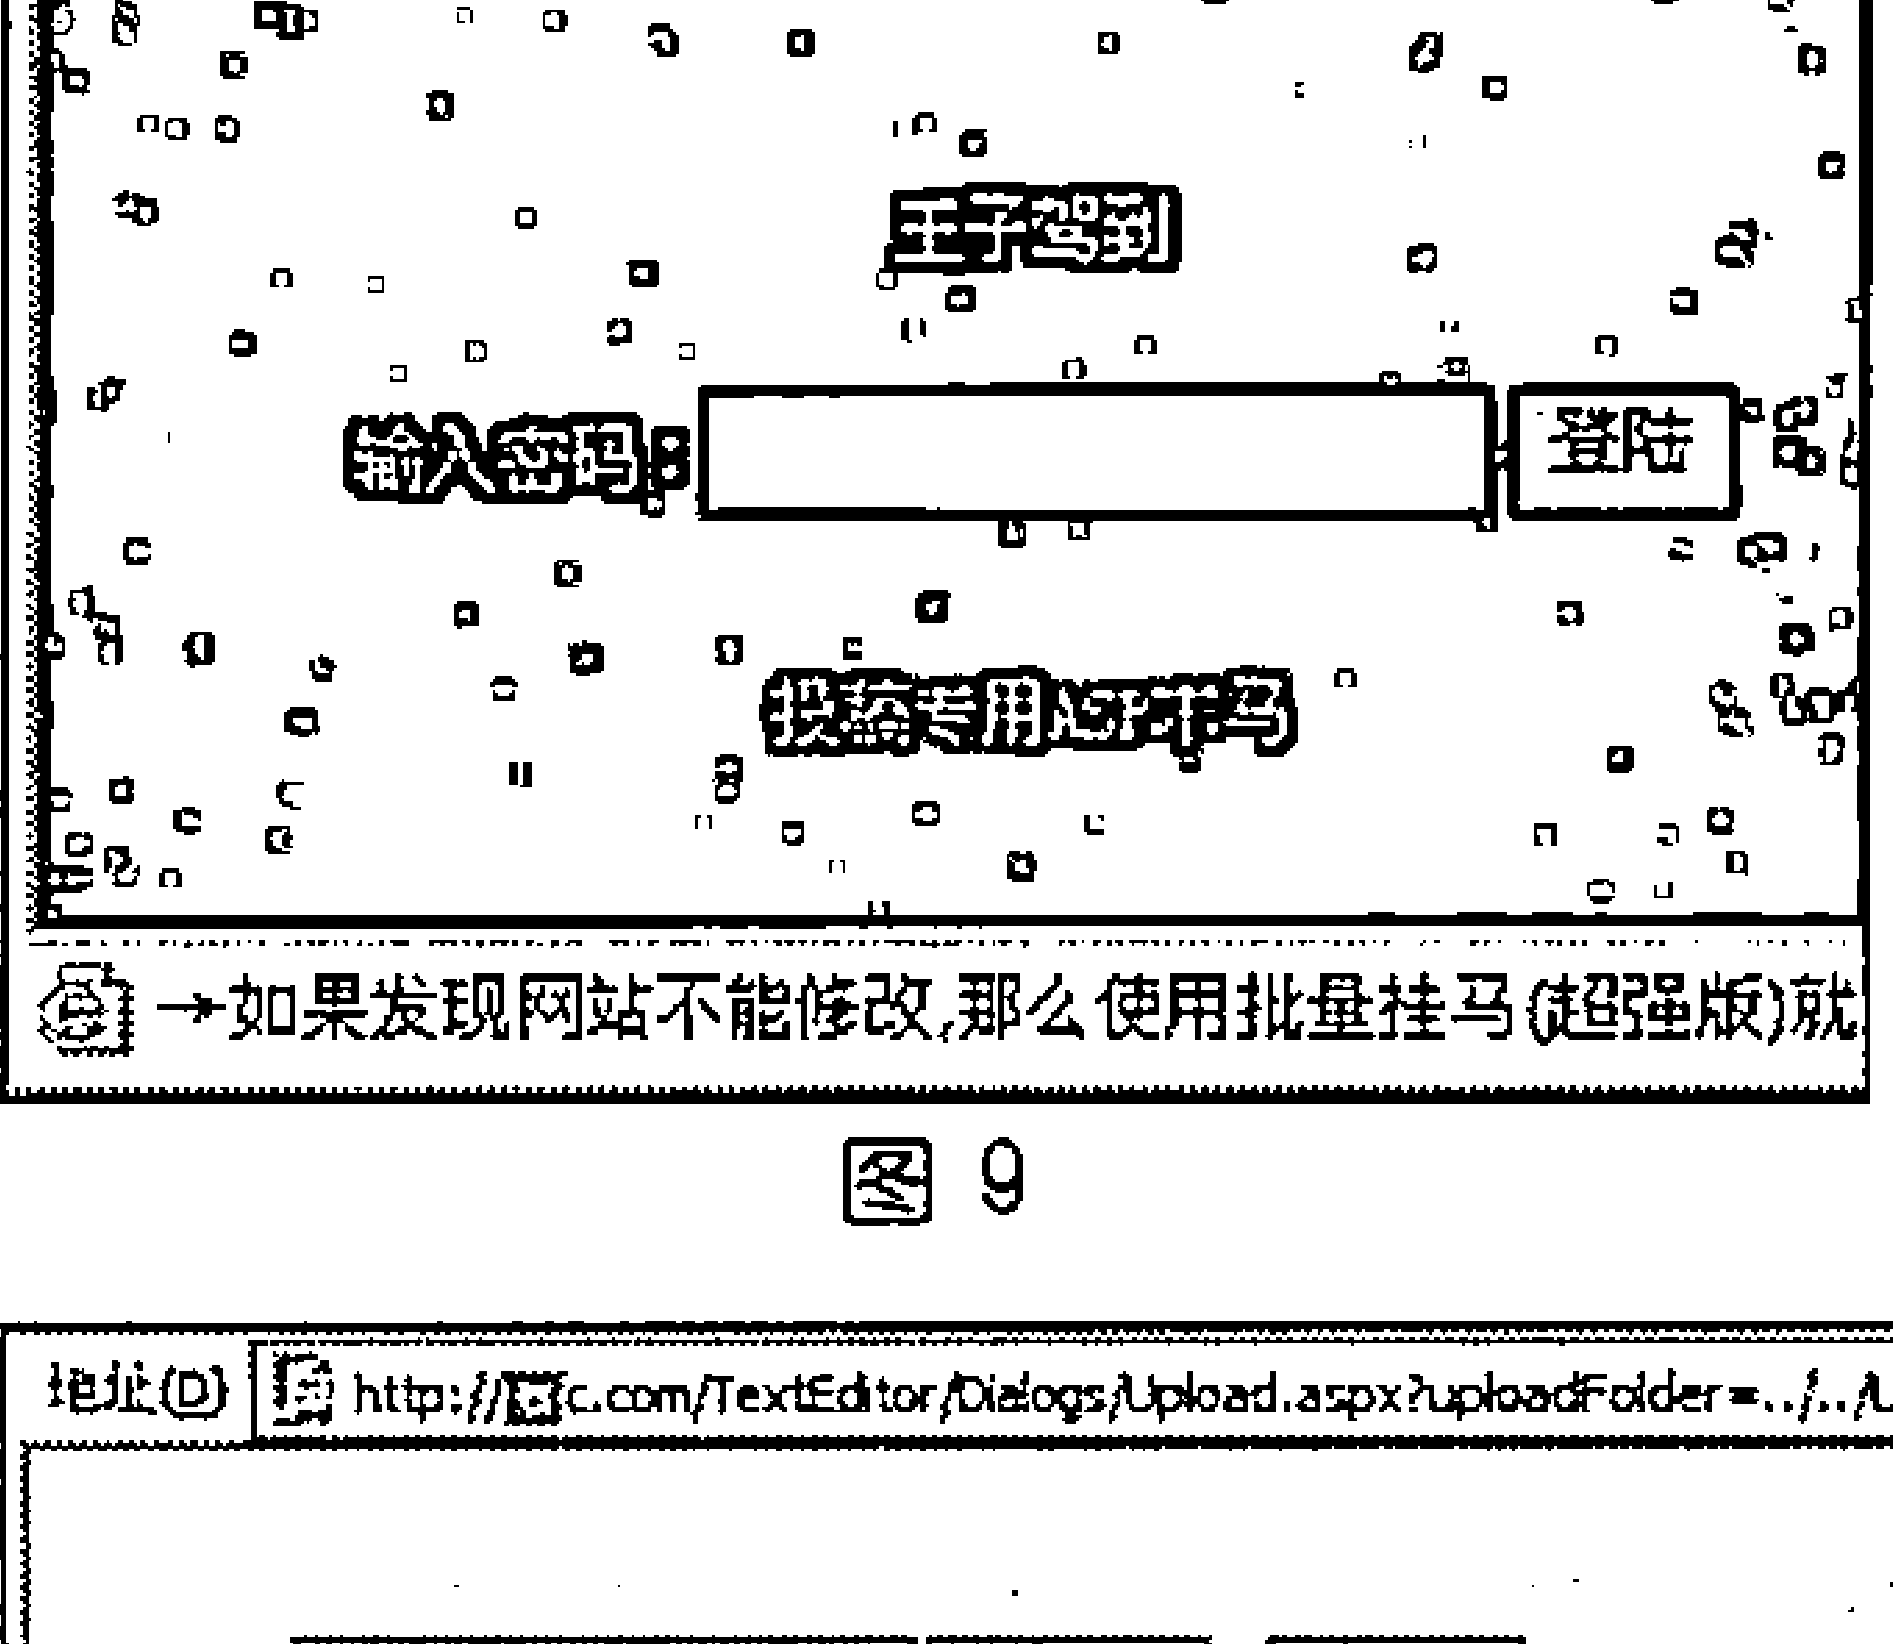 王子驾到
输入密码: 登陆
投放专用ASP木马
→如果发现网站不能修改,那么使用批量挂马(超强版)就
图 9
地址(D) http://c.com/TextEditor/Dialogs/Upload.aspx?uploadFolder=../../U